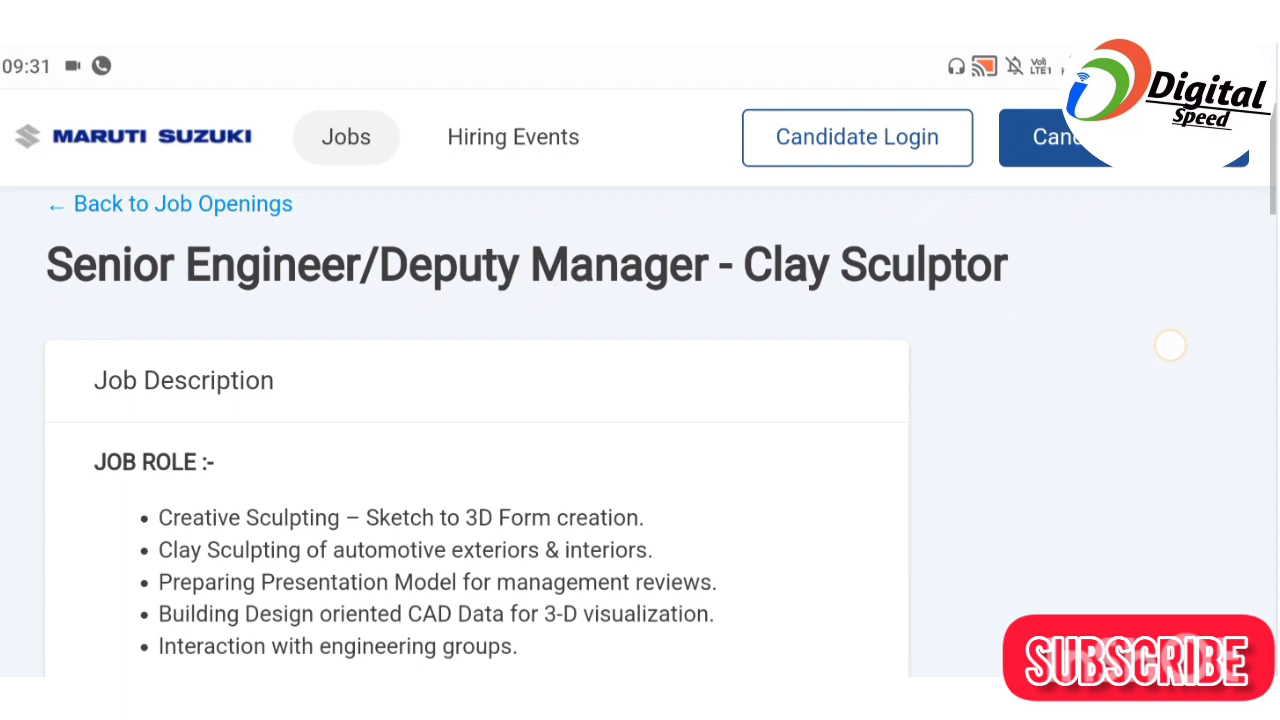 09:31
Vo) LTE1
Digital
Speed
MARUTI SUZUKI
Jobs
Hiring Events
Candidate Login
← Back to Job Openings
Senior Engineer/Deputy Manager - Clay Sculptor
Job Description
JOB ROLE :-
• Creative Sculpting – Sketch to 3D Form creation.
• Clay Sculpting of automotive exteriors & interiors.
• Preparing Presentation Model for management reviews.
• Building Design oriented CAD Data for 3-D visualization.
• Interaction with engineering groups.
SUBSCRIBE